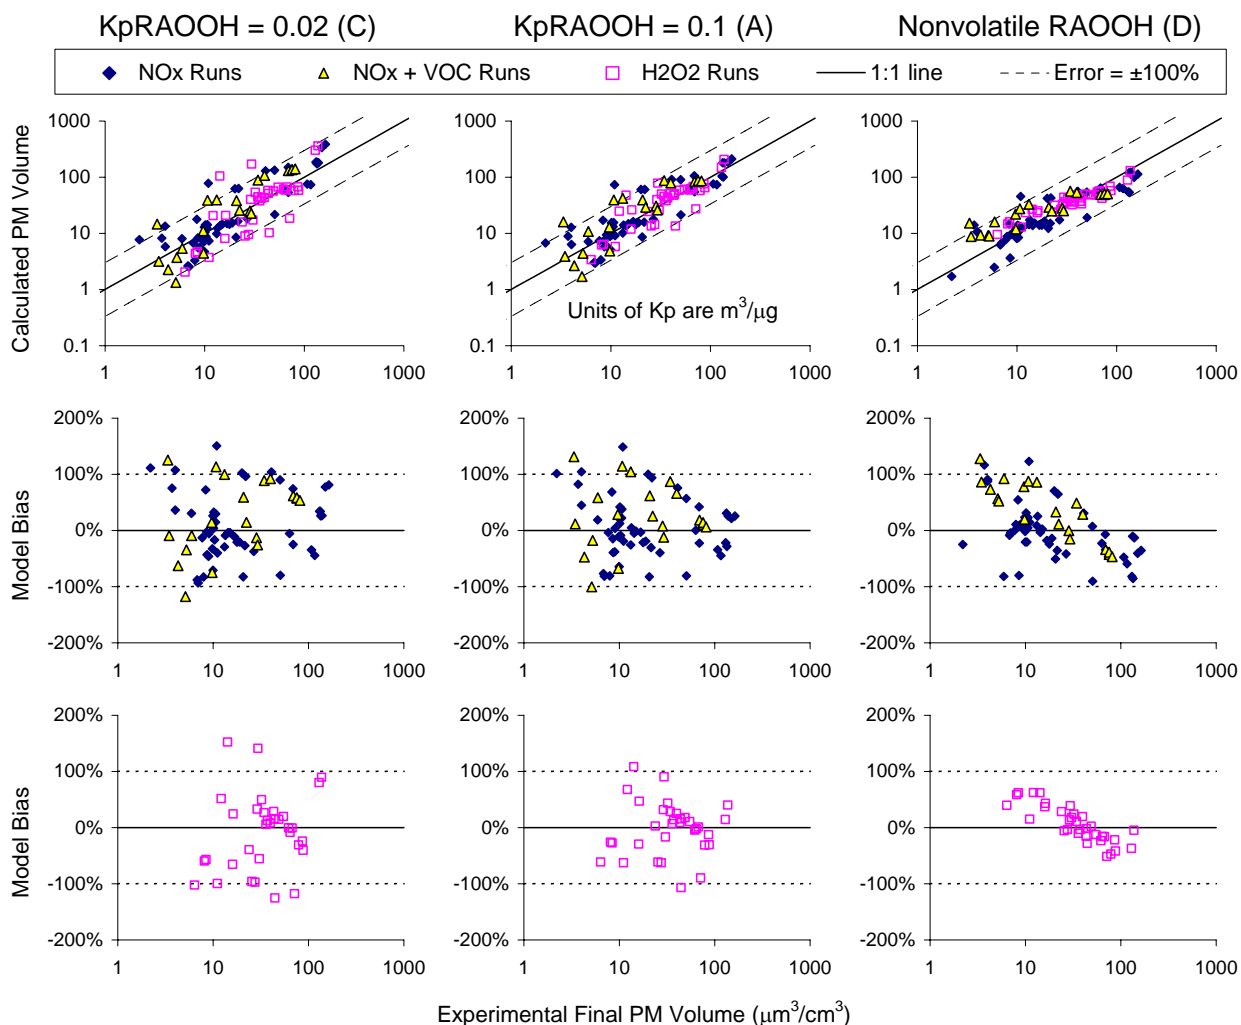 KpRAOOH = 0.02 (C) KpRAOOH = 0.1 (A) Nonvolatile RAOOH (D)
NOx Runs NOx + VOC Runs H2O2 Runs 1:1 line Error = ±100%
Calculated PM Volume
1000
100
10
1
0.1
1 10 100 1000
1000
100
10
1
0.1
1 10 100 1000
Units of Kp are m³/µg
1000
100
10
1
0.1
1 10 100 1000
Model Bias
200%
100%
0%
-100%
-200%
1 10 100 1000
200%
100%
0%
-100%
-200%
1 10 100 1000
200%
100%
0%
-100%
-200%
1 10 100 1000
Model Bias
200%
100%
0%
-100%
-200%
1 10 100 1000
200%
100%
0%
-100%
-200%
1 10 100 1000
200%
100%
0%
-100%
-200%
1 10 100 1000
Experimental Final PM Volume (µm³/cm³)